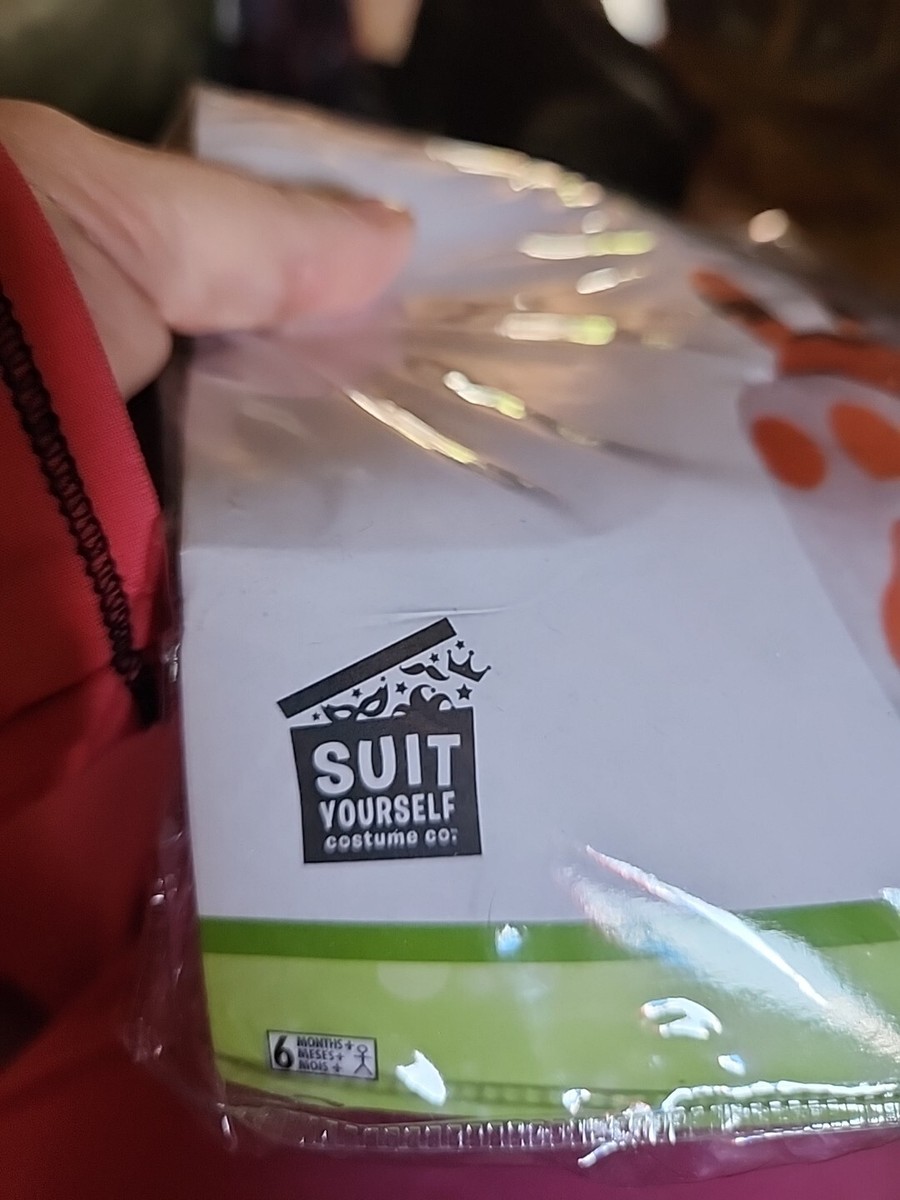 SUIT
YOURSELF
costume co.
6 MONTHS +
MESES +
MOIS +